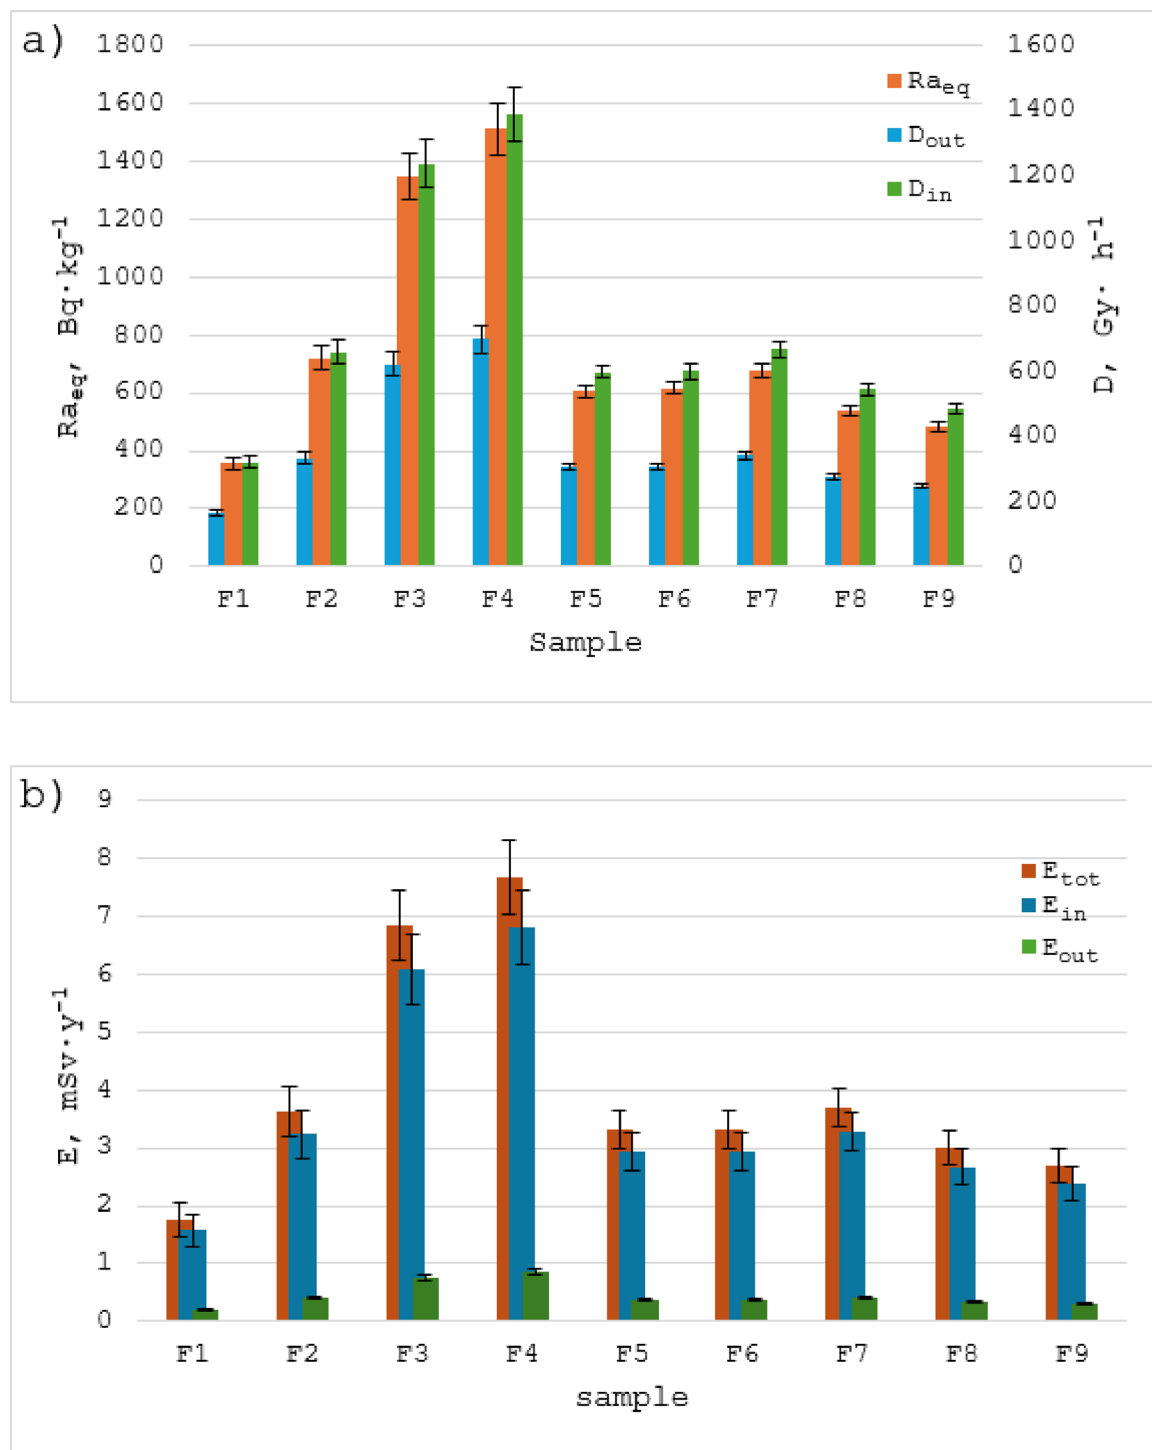 a)
1800
1600
1400
1200
1000
800
600
400
200
0
Ra_eq, Bq·kg⁻¹
1600
1400
1200
1000
800
600
400
200
0
D, Gy· h⁻¹
Ra_eq
D_out
D_in
F1 F2 F3 F4 F5 F6 F7 F8 F9
Sample
b)
9
8
7
6
5
4
3
2
1
0
E, mSv·y⁻¹
E_tot
E_in
E_out
F1 F2 F3 F4 F5 F6 F7 F8 F9
sample